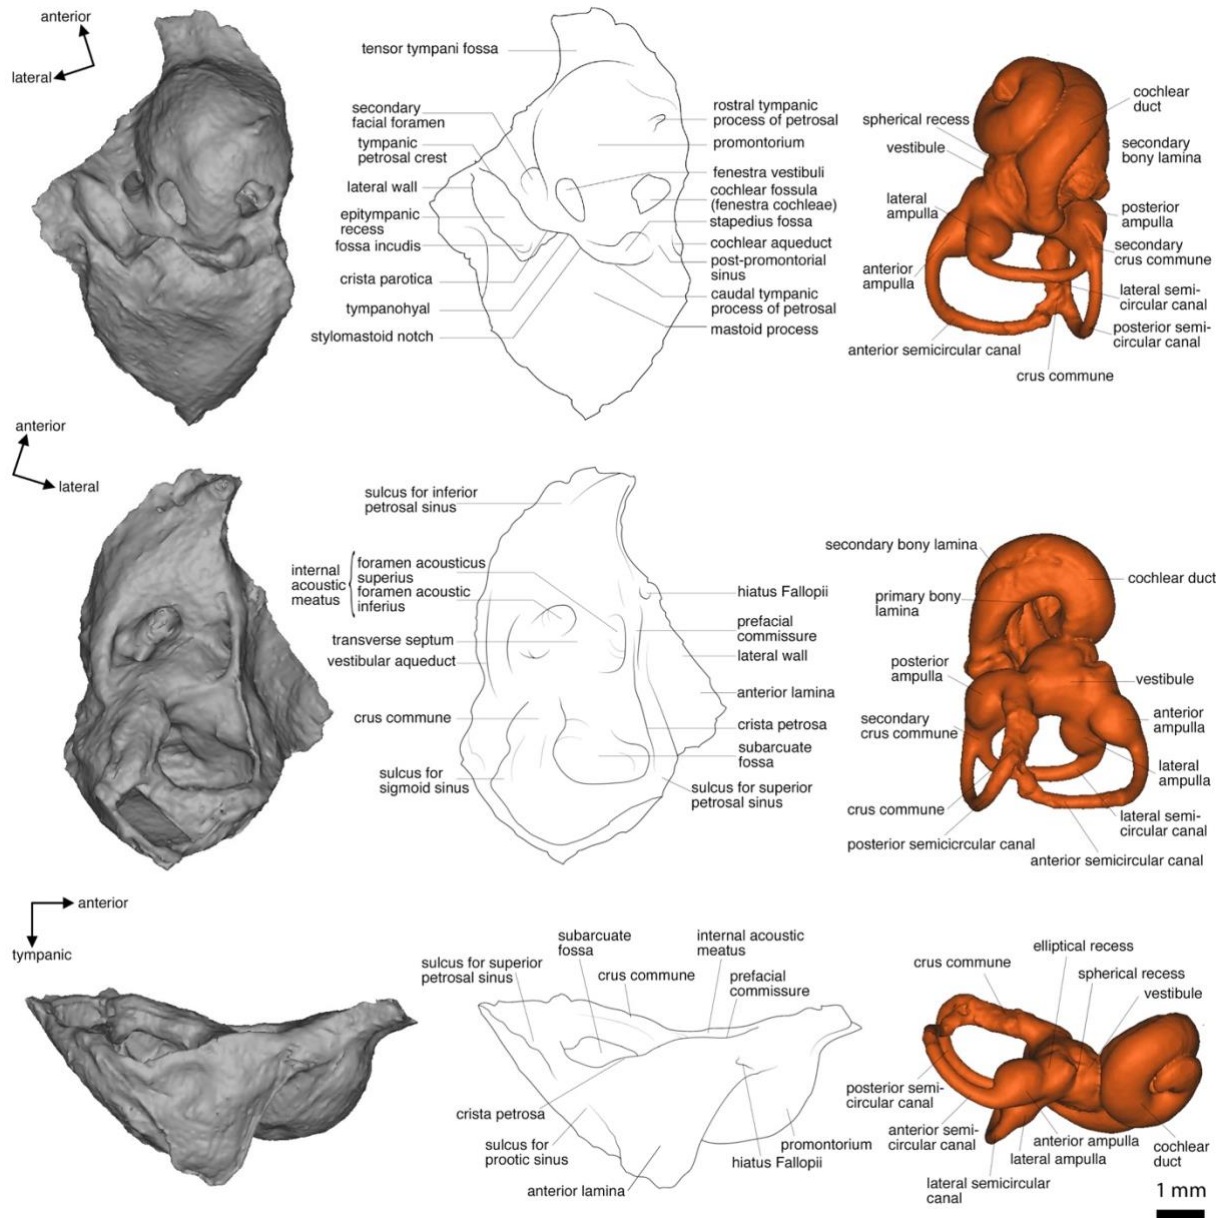 anterior
lateral
tensor tympani fossa
secondary
facial foramen
tympanic
petrosal crest
lateral wall
epitympanic
recess
fossa incudis
crista parotica
tympanohyal
stylomastoid notch
rostral tympanic
process of petrosal
promontorium
fenestra vestibuli
cochlear fossula
(fenestra cochleae)
stapedius fossa
cochlear aqueduct
post-promontorial
sinus
caudal tympanic
process of petrosal
mastoid process
spherical recess
vestibule
lateral
ampulla
anterior
ampulla
anterior semicircular canal
cochlear
duct
secondary
bony lamina
posterior
ampulla
secondary
crus commune
lateral semi-
circular canal
posterior semi-
circular canal
crus commune
anterior
lateral
sulcus for inferior
petrosal sinus
internal
acoustic
meatus
foramen acousticus
superius
foramen acoustic
inferius
transverse septum
vestibular aqueduct
crus commune
sulcus for
sigmoid sinus
hiatus Fallopii
prefacial
commissure
lateral wall
anterior lamina
crista petrosa
subarcuate
fossa
sulcus for superior
petrosal sinus
secondary bony lamina
primary bony
lamina
posterior
ampulla
secondary
crus commune
crus commune
posterior semicicrcular canal
cochlear duct
vestibule
anterior
ampulla
lateral
ampulla
lateral semi-
circular canal
anterior semicircular canal
anterior
tympanic
sulcus for superior
petrosal sinus
subarcuate
fossa
crus commune
internal acoustic
meatus
prefacial
commissure
crista petrosa
sulcus for
prootic sinus
anterior lamina
hiatus Fallopii
promontorium
crus commune
elliptical recess
spherical recess
vestibule
posterior semi-
circular canal
anterior semi-
circular canal
lateral semicircular
canal
anterior ampulla
lateral ampulla
cochlear
duct
1 mm